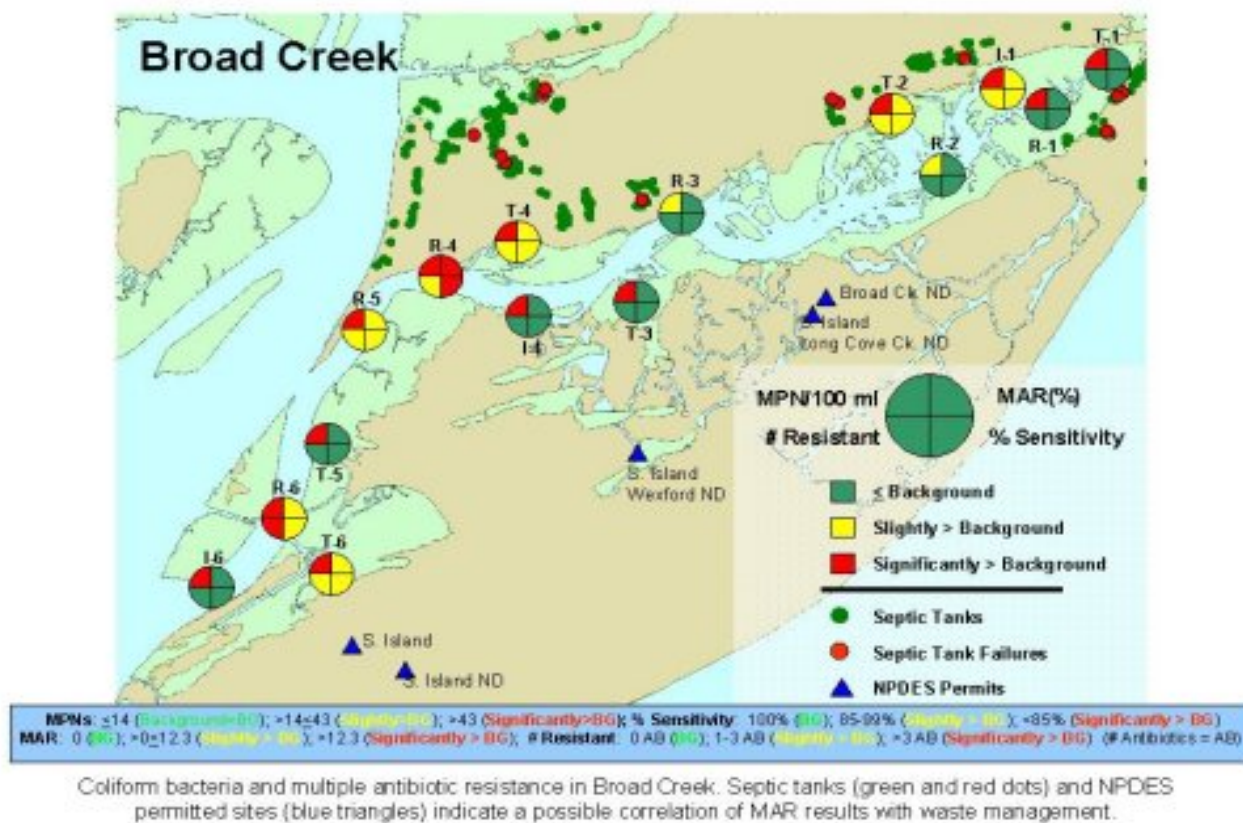 Broad Creek
T-1
I-1
T-2
R-1
R-2
R-3
T-4
R-4
R-5
I-4
T-3
Broad Ck. ND
S. Island
Long Cove Ck. ND
MPN/100 ml MAR(%)
# Resistant % Sensitivity
T-5
S. Island
Wexford ND
≤ Background
R-6
Slightly > Background
T-6
I-6
Significantly > Background
Septic Tanks
S. Island
Septic Tank Failures
S. Island ND
NPDES Permits
MPNs: ≤14 (Background=BG); >14≤43 (Slightly>BG); >43 (Significantly>BG); % Sensitivity: 100% (BG); 85-99% (Slightly > BG); <85% (Significantly > BG)
MAR: 0 (BG); >0≤12.3 (Slightly > BG); >12.3 (Significantly > BG); # Resistant: 0 AB (BG); 1-3 AB (Slightly > BG); >3 AB (Significantly > BG) (# Antibiotics = AB)
Coliform bacteria and multiple antibiotic resistance in Broad Creek. Septic tanks (green and red dots) and NPDES
permitted sites (blue triangles) indicate a possible correlation of MAR results with waste management.